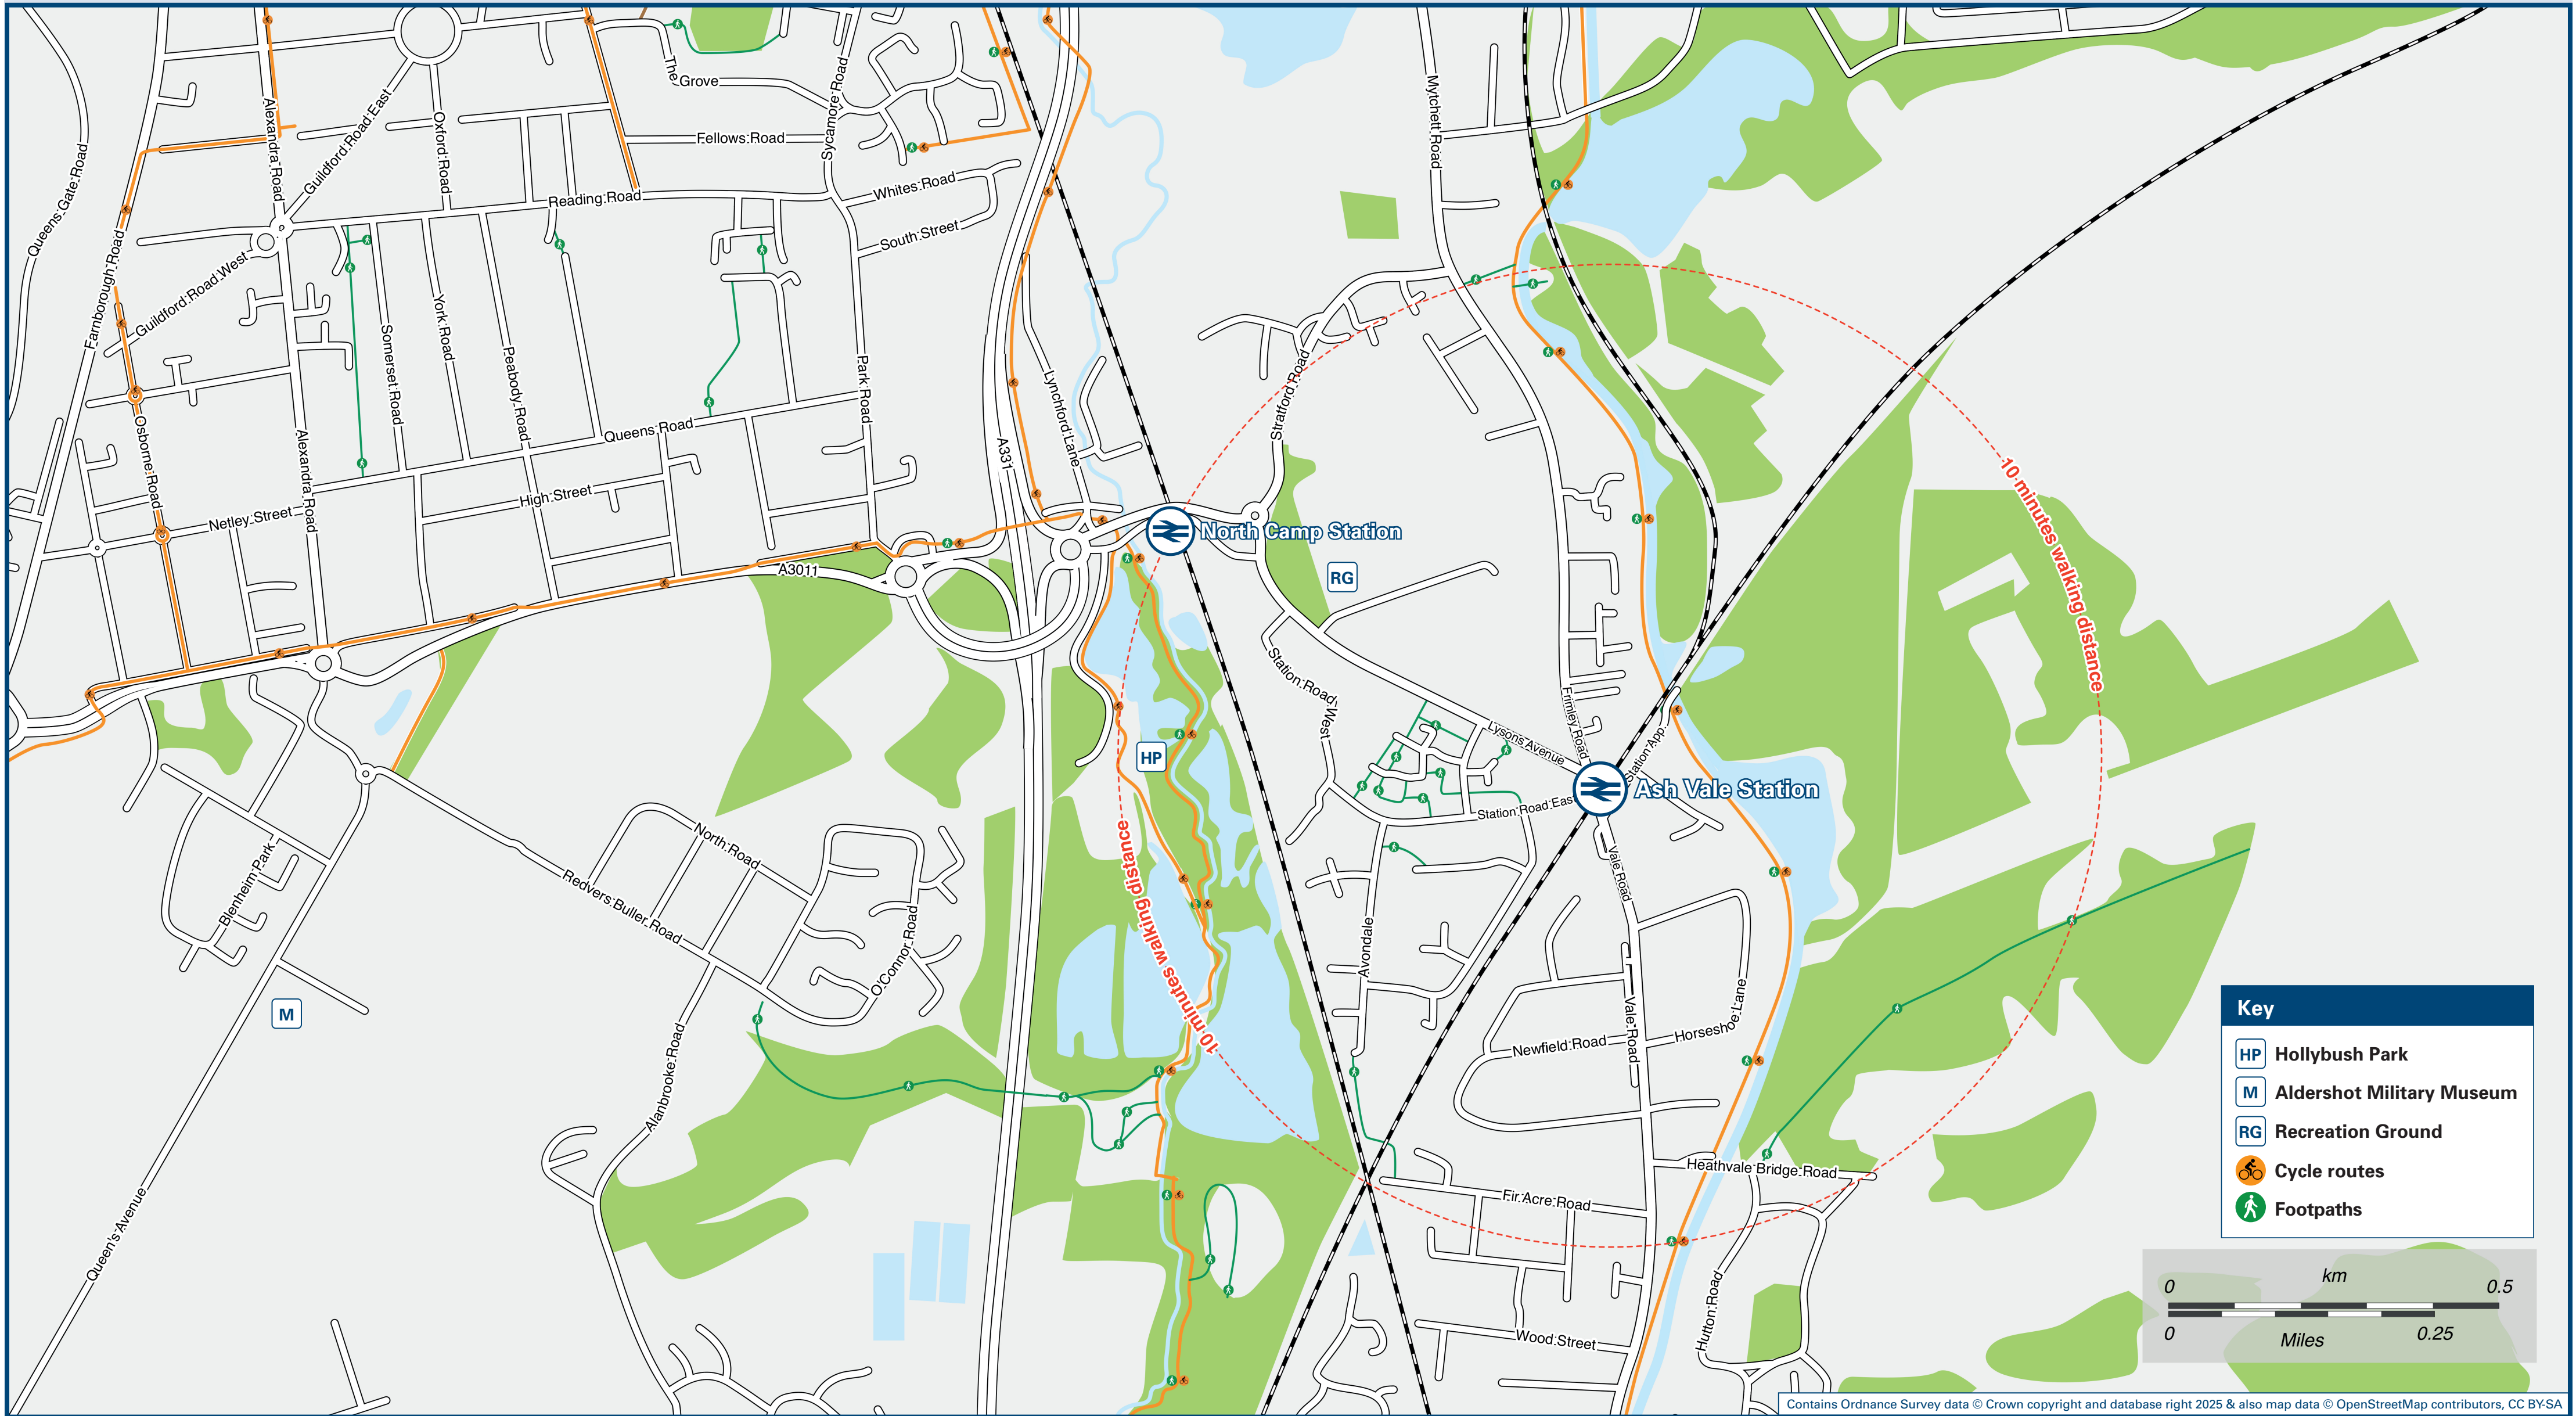 The Grove
Sycamore Road
Mytchett Road
Alexandra Road
Guildford Road East
Oxford Road
Fellows Road
Queens Gate Road
Whites Road
Reading Road
South Street
Farnborough Road
Guildford Road West
Somerset Road
York Road
Peabody Road
Park Road
Lynchford Lane
Stratford Road
Osborne Road
Alexandra Road
Queens Road
A331
High Street
Netley Street
North Camp Station
10 minutes walking distance
A3011
RG
Station Road West
Frimley Road
Lysons Avenue
Station App.
HP
Ash Vale Station
Station Road East
North Road
Vale Road
10 minutes walking distance
Blenheim Park
Redvers Buller Road
O'Connor Road
Avondale
M
Vale Road
Horseshoe Lane
Newfield Road
Alanbrooke Road
Heathvale Bridge Road
Fir Acre Road
Queen's Avenue
Hutton Road
Wood Street
Key
HP Hollybush Park
M Aldershot Military Museum
RG Recreation Ground
Cycle routes
Footpaths
km
0 0.5
0 Miles 0.25
Contains Ordnance Survey data © Crown copyright and database right 2025 & also map data © OpenStreetMap contributors, CC BY-SA